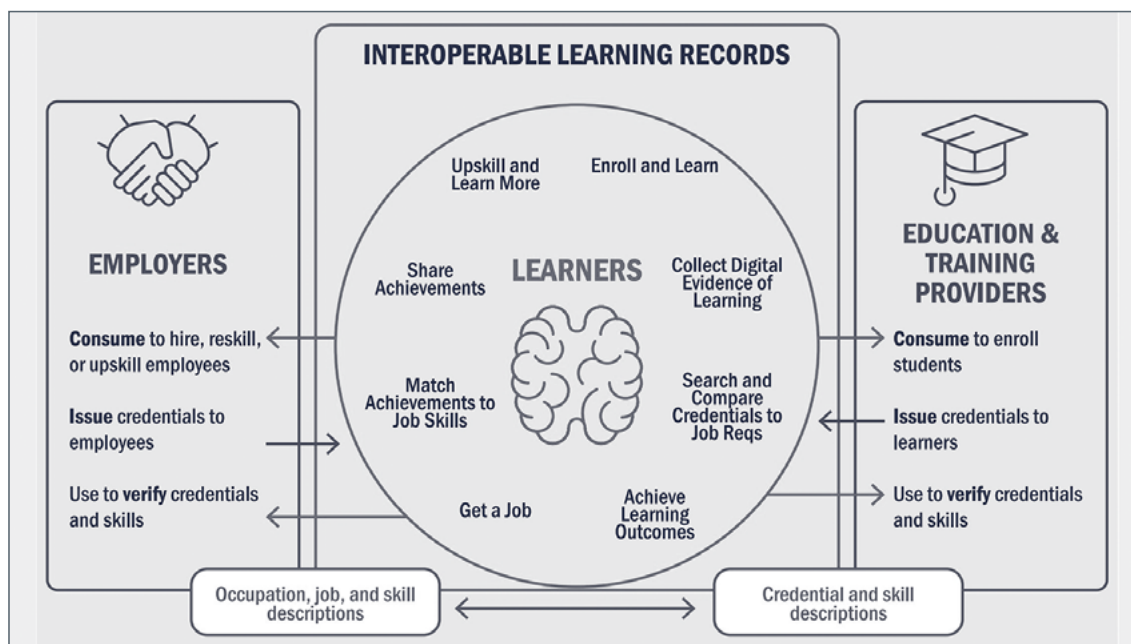 INTEROPERABLE LEARNING RECORDS
EMPLOYERS
Consume to hire, reskill,
or upskill employees
Issue credentials to
employees
Use to verify credentials
and skills
LEARNERS
Upskill and
Learn More
Enroll and Learn
Share
Achievements
Collect Digital
Evidence of
Learning
Match
Achievements to
Job Skills
Search and
Compare
Credentials to
Job Reqs
Get a Job
Achieve
Learning
Outcomes
EDUCATION &
TRAINING
PROVIDERS
Consume to enroll
students
Issue credentials to
learners
Use to verify credentials
and skills
Occupation, job, and skill
descriptions
Credential and skill
descriptions